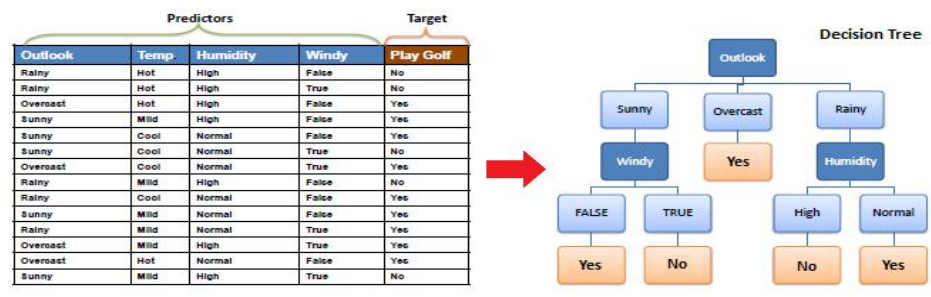 Predictors Target
Outlook Temp. Humidity Windy Play Golf
Rainy Hot High False No
Rainy Hot High True No
Overcast Hot High False Yes
Sunny Mild High False Yes
Sunny Cool Normal False Yes
Sunny Cool Normal True No
Overcast Cool Normal True Yes
Rainy Mild High False No
Rainy Cool Normal False Yes
Sunny Mild Normal False Yes
Rainy Mild Normal True Yes
Overcast Mild High True Yes
Overcast Hot Normal False Yes
Sunny Mild High True No
Decision Tree
Outlook
Sunny Overcast Rainy
Windy Yes Humidity
FALSE TRUE High Normal
Yes No No Yes